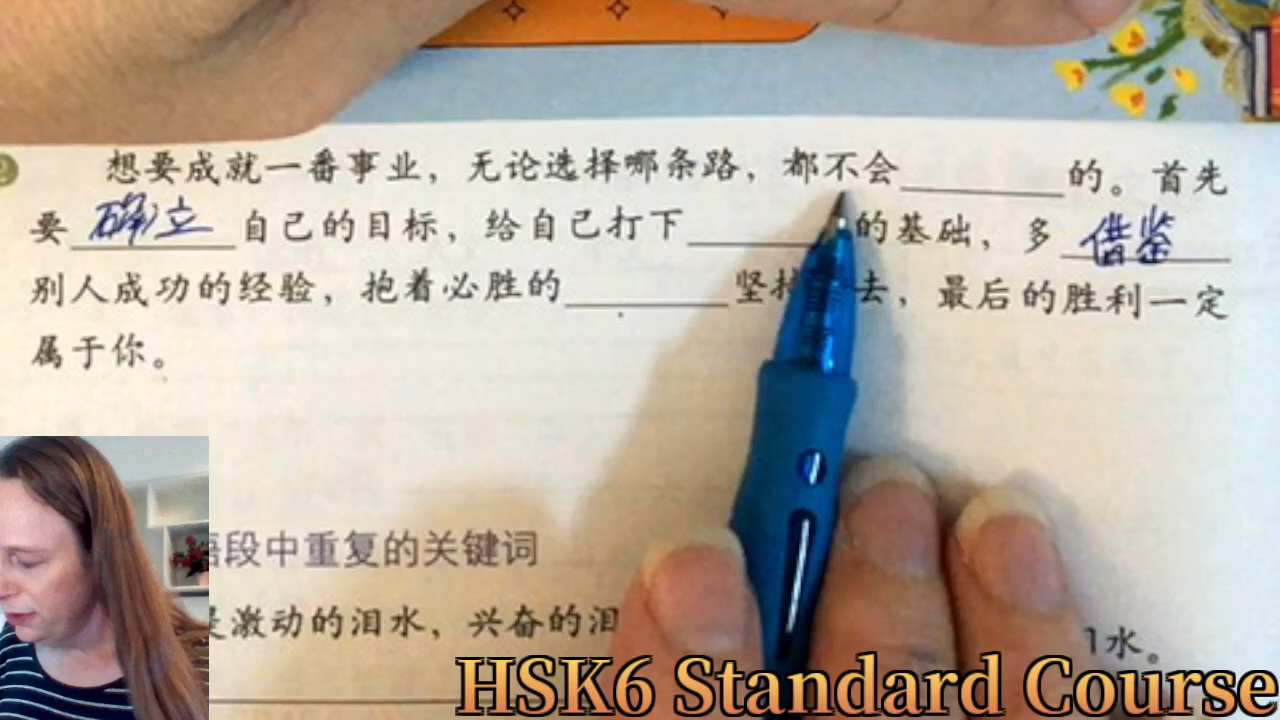 想要成就一番事业，无论选择哪条路，都不会________的。首先
要 确立 自己的目标，给自己打下________的基础，多 借鉴
别人成功的经验，抱着必胜的________坚持 去，最后的胜利一定
属于你。
语段中重复的关键词
是激动的泪水，兴奋的泪 水。
HSK6 Standard Course